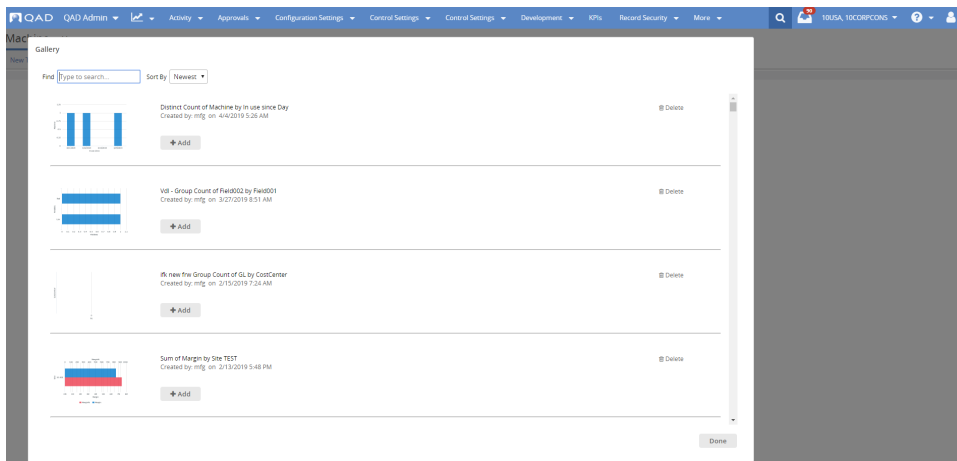 QAD QAD Admin Activity Approvals Configuration Settings Control Settings Control Settings Development KPIs Record Security More 10USA, 10CORPCONS ?
Gallery
Find Type to search... Sort By Newest
Distinct Count of Machine by In use since Day
Created by: mfg on 4/4/2019 5:26 AM
Delete
+ Add
Vdl - Group Count of Field002 by Field001
Created by: mfg on 3/27/2019 8:51 AM
Delete
+ Add
ifk new frw Group Count of GL by CostCenter
Created by: mfg on 2/15/2019 7:24 AM
Delete
+ Add
Sum of Margin by Site TEST
Created by: mfg on 2/13/2019 5:48 PM
Delete
+ Add
Done